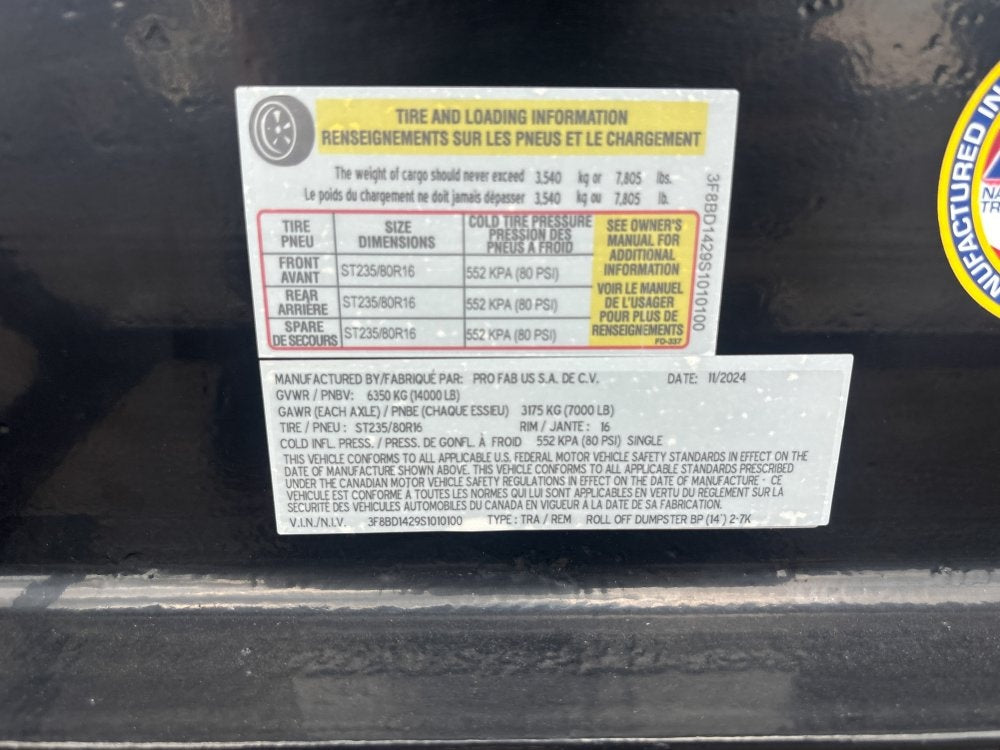 TIRE AND LOADING INFORMATION
RENSEIGNEMENTS SUR LES PNEUS ET LE CHARGEMENT
The weight of cargo should never exceed 3,540 kg or 7,805 lbs.
Le poids du chargement ne doit jamais dépasser 3,540 kg ou 7,805 lb.
TIRE PNEU
SIZE DIMENSIONS
COLD TIRE PRESSURE
PRESSION DES
PNEUS A FROID
FRONT AVANT
ST235/80R16
552 KPA (80 PSI)
REAR ARRIÈRE
ST235/80R16
552 KPA (80 PSI)
SPARE DE SECOURS
ST235/80R16
552 KPA (80 PSI)
SEE OWNER'S
MANUAL FOR
ADDITIONAL
INFORMATION
VOIR LE MANUEL
DE L'USAGER
POUR PLUS DE
RENSEIGNEMENTS
FD-337
3F8BD1429S1010100
MANUFACTURED BY/FABRIQUÉ PAR: PRO FAB US S.A. DE C.V. DATE: 11/2024
GVWR / PNBV: 6350 KG (14000 LB)
GAWR (EACH AXLE) / PNBE (CHAQUE ESSIEU) 3175 KG (7000 LB)
TIRE / PNEU : ST235/80R16 RIM / JANTE : 16
COLD INFL. PRESS. / PRESS. DE GONFL. À FROID 552 KPA (80 PSI) SINGLE
THIS VEHICLE CONFORMS TO ALL APPLICABLE U.S. FEDERAL MOTOR VEHICLE SAFETY STANDARDS IN EFFECT ON THE
DATE OF MANUFACTURE SHOWN ABOVE. THIS VEHICLE CONFORMS TO ALL APPLICABLE STANDARDS PRESCRIBED
UNDER THE CANADIAN MOTOR VEHICLE SAFETY REGULATIONS IN EFFECT ON THE DATE OF MANUFACTURE - CE
VÉHICULE EST CONFORME A TOUTES LES NORMES QUI LUI SONT APPLICABLES EN VERTU DU RÈGLEMENT SUR LA
SÉCURITÉ DES VÉHICULES AUTOMOBILES DU CANADA EN VIGUEUR A LA DATE DE SA FABRICATION.
V.I.N./N.I.V. 3F8BD1429S1010100 TYPE : TRA / REM ROLL OFF DUMPSTER BP (14') 2-7K